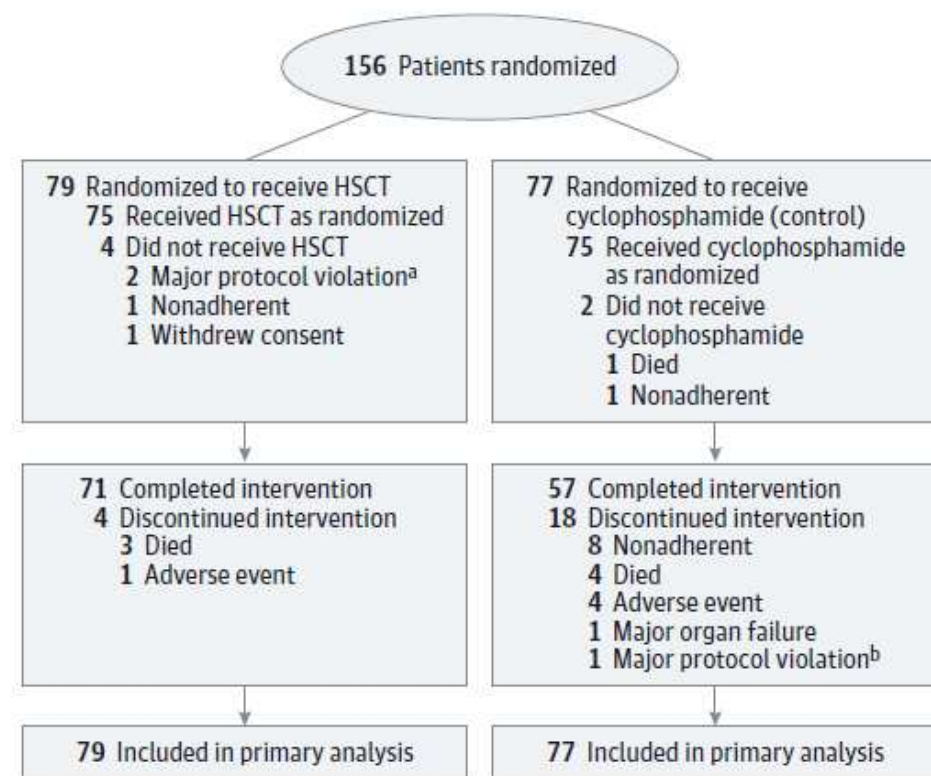 156 Patients randomized
79 Randomized to receive HSCT
75 Received HSCT as randomized
4 Did not receive HSCT
2 Major protocol violationa
1 Nonadherent
1 Withdrew consent
77 Randomized to receive
cyclophosphamide (control)
75 Received cyclophosphamide
as randomized
2 Did not receive
cyclophosphamide
1 Died
1 Nonadherent
71 Completed intervention
4 Discontinued intervention
3 Died
1 Adverse event
57 Completed intervention
18 Discontinued intervention
8 Nonadherent
4 Died
4 Adverse event
1 Major organ failure
1 Major protocol violationb
79 Included in primary analysis
77 Included in primary analysis